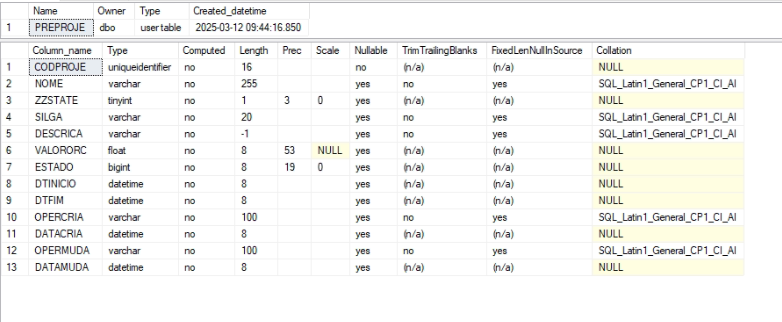 Name Owner Type Created_datetime
1 PREPROJE dbo user table 2025-03-12 09:44:16.850
Column_name Type Computed Length Prec Scale Nullable TrimTrailingBlanks FixedLenNullInSource Collation
1 CODPROJE uniqueidentifier no 16 no (n/a) (n/a) NULL
2 NOME varchar no 255 yes no yes SQL_Latin1_General_CP1_CI_AI
3 ZZSTATE tinyint no 1 3 0 yes (n/a) (n/a) NULL
4 SILGA varchar no 20 yes no yes SQL_Latin1_General_CP1_CI_AI
5 DESCRICA varchar no -1 yes no yes SQL_Latin1_General_CP1_CI_AI
6 VALORORC float no 8 53 NULL yes (n/a) (n/a) NULL
7 ESTADO bigint no 8 19 0 yes (n/a) (n/a) NULL
8 DTINICIO datetime no 8 yes (n/a) (n/a) NULL
9 DTFIM datetime no 8 yes (n/a) (n/a) NULL
10 OPERCRIA varchar no 100 yes no yes SQL_Latin1_General_CP1_CI_AI
11 DATACRIA datetime no 8 yes (n/a) (n/a) NULL
12 OPERMUDA varchar no 100 yes no yes SQL_Latin1_General_CP1_CI_AI
13 DATAMUDA datetime no 8 yes (n/a) (n/a) NULL